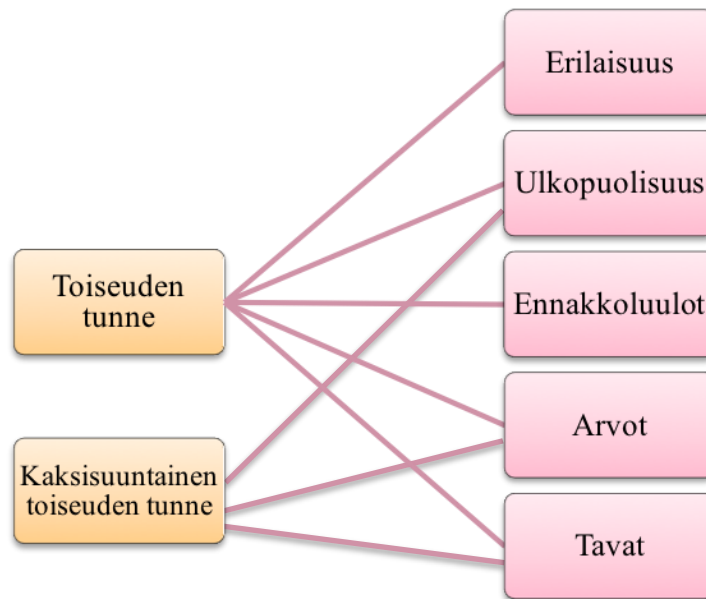 Erilaisuus
Ulkopuolisuus
Toiseuden
tunne
Ennakkoluulot
Arvot
Kaksisuuntainen
toiseuden tunne
Tavat